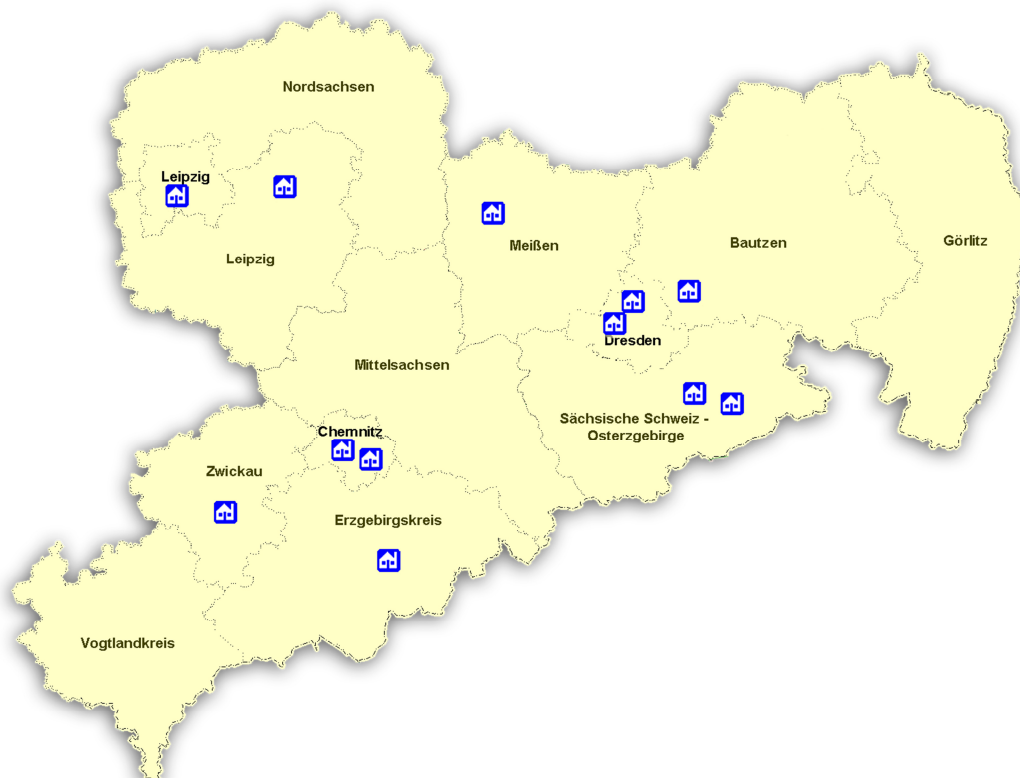 Nordsachsen
Leipzig
Leipzig
Meißen
Bautzen
Görlitz
Dresden
Mittelsachsen
Sächsische Schweiz -
Osterzgebirge
Chemnitz
Zwickau
Erzgebirgskreis
Vogtlandkreis